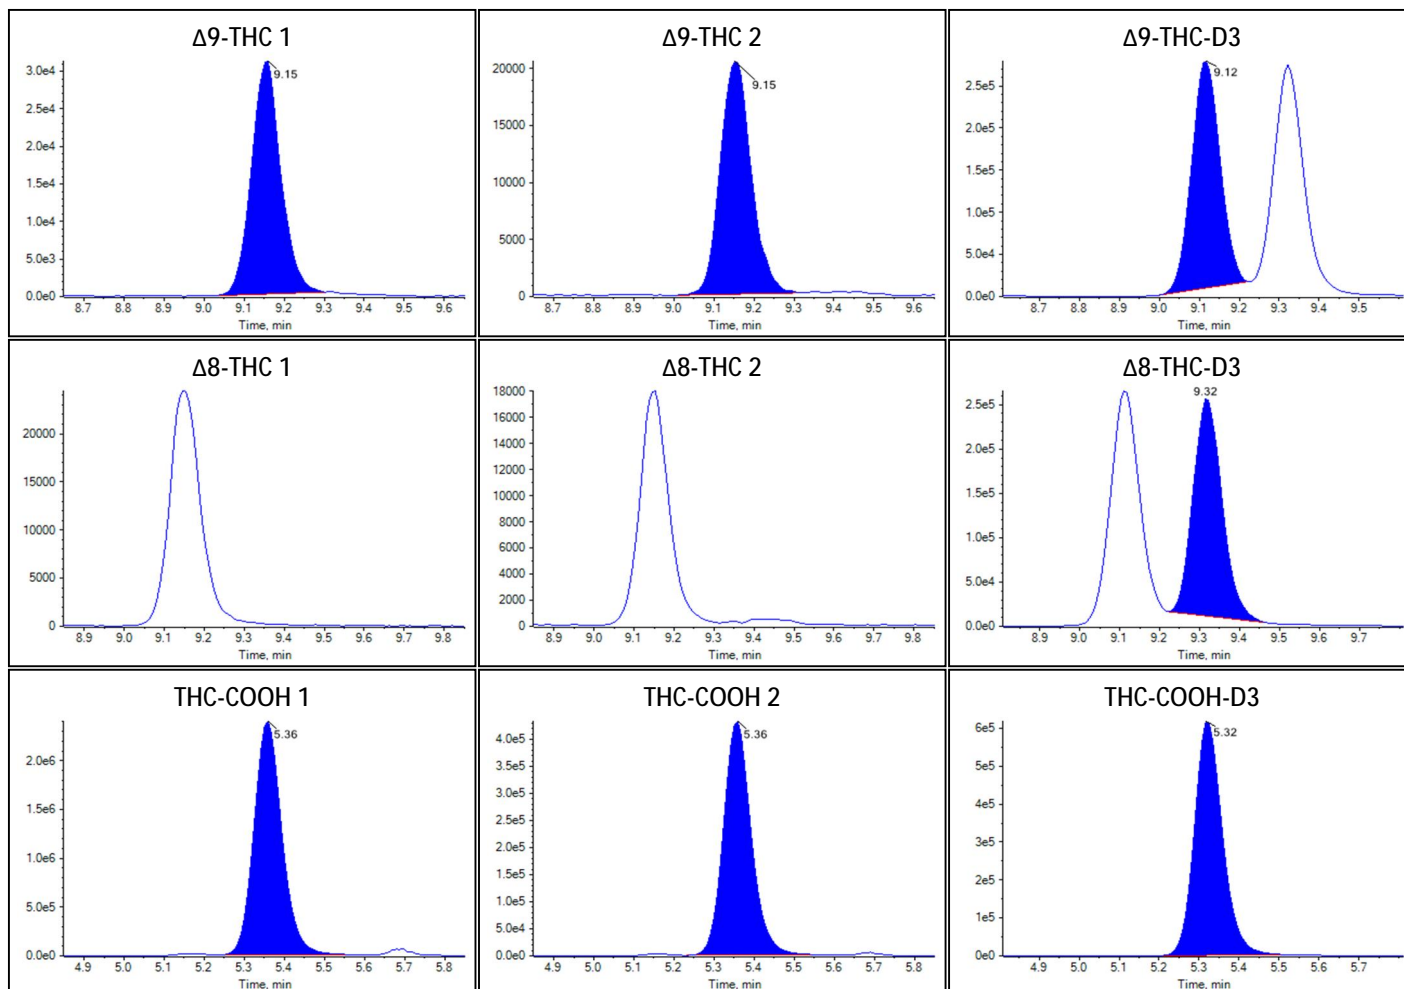 Δ9-THC 1
3.0e4
2.5e4
2.0e4
1.5e4
1.0e4
5.0e3
0.0e0
9.15
8.7 8.8 8.9 9.0 9.1 9.2 9.3 9.4 9.5 9.6
Time, min
Δ9-THC 2
20000
15000
10000
5000
0
9.15
8.7 8.8 8.9 9.0 9.1 9.2 9.3 9.4 9.5 9.6
Time, min
Δ9-THC-D3
2.5e5
2.0e5
1.5e5
1.0e5
5.0e4
0.0e0
9.12
8.7 8.8 8.9 9.0 9.1 9.2 9.3 9.4 9.5
Time, min
Δ8-THC 1
20000
15000
10000
5000
0
8.9 9.0 9.1 9.2 9.3 9.4 9.5 9.6 9.7 9.8
Time, min
Δ8-THC 2
18000
16000
14000
12000
10000
8000
6000
4000
2000
0
8.9 9.0 9.1 9.2 9.3 9.4 9.5 9.6 9.7 9.8
Time, min
Δ8-THC-D3
9.32
2.5e5
2.0e5
1.5e5
1.0e5
5.0e4
0.0e0
8.9 9.0 9.1 9.2 9.3 9.4 9.5 9.6 9.7
Time, min
THC-COOH 1
2.0e6
1.5e6
1.0e6
5.0e5
0.0e0
5.36
4.9 5.0 5.1 5.2 5.3 5.4 5.5 5.6 5.7 5.8
Time, min
THC-COOH 2
4.0e5
3.5e5
3.0e5
2.5e5
2.0e5
1.5e5
1.0e5
5.0e4
0.0e0
5.36
4.9 5.0 5.1 5.2 5.3 5.4 5.5 5.6 5.7 5.8
Time, min
THC-COOH-D3
6e5
5e5
4e5
3e5
2e5
1e5
0e0
5.32
4.9 5.0 5.1 5.2 5.3 5.4 5.5 5.6 5.7
Time, min